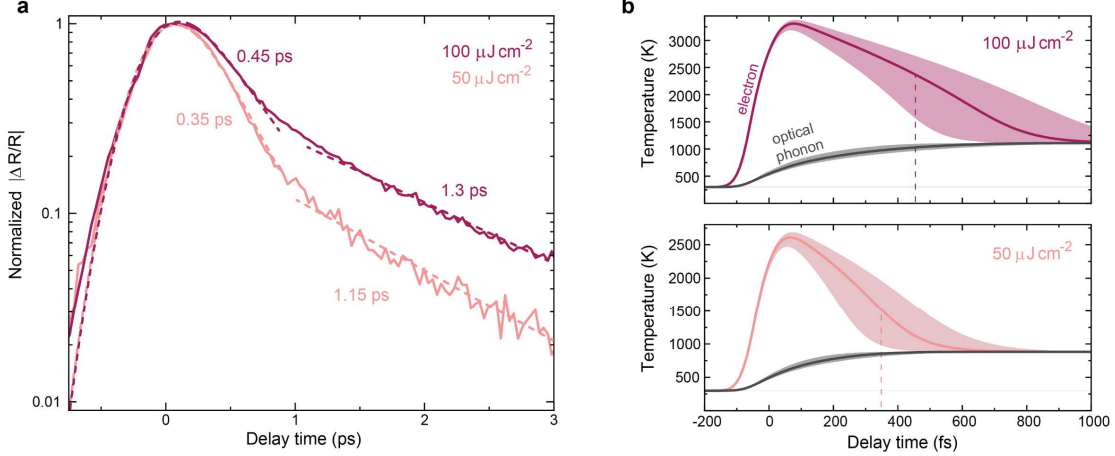 a
Normalized |ΔR/R|
1
0.1
0.01
0.45 ps
100 μJ cm⁻²
50 μJ cm⁻²
0.35 ps
1.3 ps
1.15 ps
0 1 2 3
Delay time (ps)
b
Temperature (K)
3000
2500
2000
1500
1000
500
100 μJ cm⁻²
electron
optical
phonon
Temperature (K)
2500
2000
1500
1000
500
50 μJ cm⁻²
-200 0 200 400 600 800 1000
Delay time (fs)